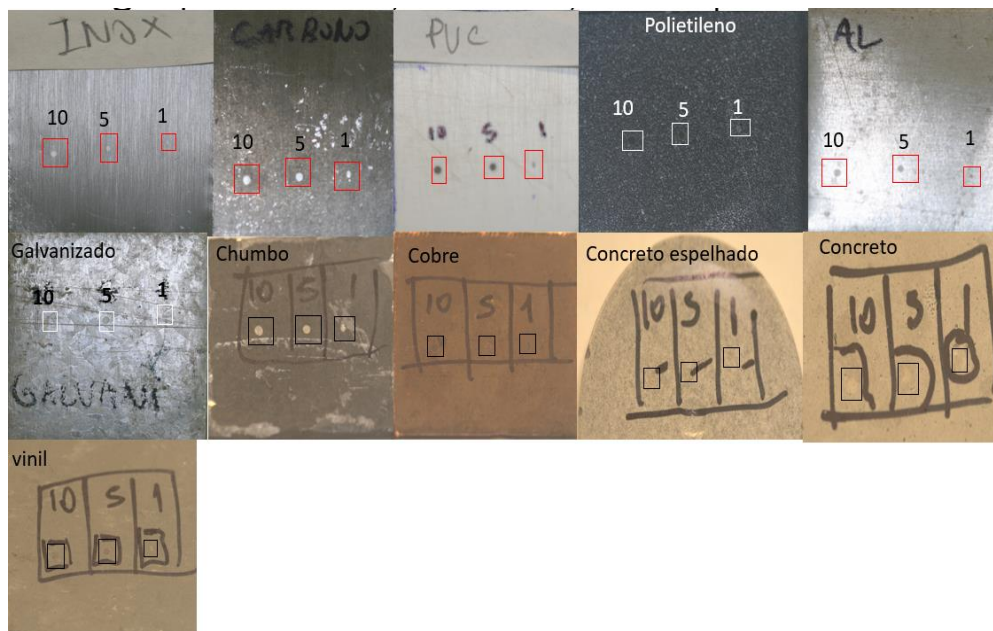 INOX
10 5 1
CARBONO
10 5 1
PVC
10 5 1
Polietileno
10 5 1
AL
10 5 1
Galvanizado
10 5 1
Chumbo
10 5 1
Cobre
10 5 1
Concreto espelhado
10 5 1
Concreto
10 5 1
vinil
10 5 1